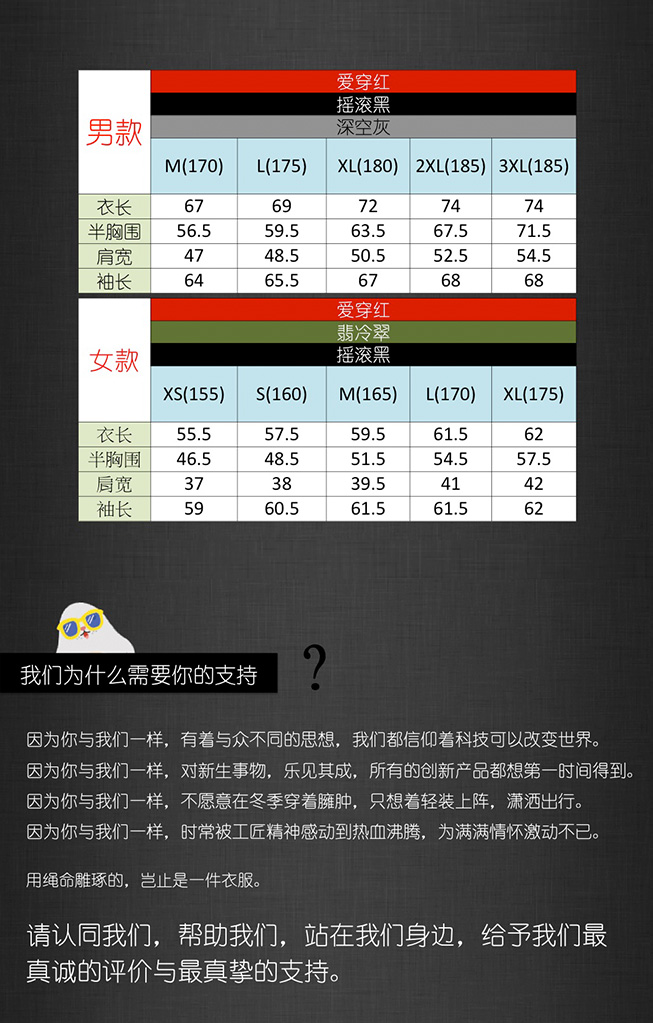 爱穿红
摇滚黑
深空灰
男款
M(170) L(175) XL(180) 2XL(185) 3XL(185)
衣长 67 69 72 74 74
半胸围 56.5 59.5 63.5 67.5 71.5
肩宽 47 48.5 50.5 52.5 54.5
袖长 64 65.5 67 68 68
爱穿红
翡冷翠
摇滚黑
女款
XS(155) S(160) M(165) L(170) XL(175)
衣长 55.5 57.5 59.5 61.5 62
半胸围 46.5 48.5 51.5 54.5 57.5
肩宽 37 38 39.5 41 42
袖长 59 60.5 61.5 61.5 62
我们为什么需要你的支持 ?
因为你与我们一样，有着与众不同的思想，我们都信仰着科技可以改变世界。
因为你与我们一样，对新生事物，乐见其成，所有的创新产品都想第一时间得到。
因为你与我们一样，不愿意在冬季穿着臃肿，只想着轻装上阵，潇洒出行。
因为你与我们一样，时常被工匠精神感动到热血沸腾，为满满情怀激动不已。
用绳命雕琢的，岂止是一件衣服。
请认同我们，帮助我们，站在我们身边，给予我们最
真诚的评价与最真挚的支持。